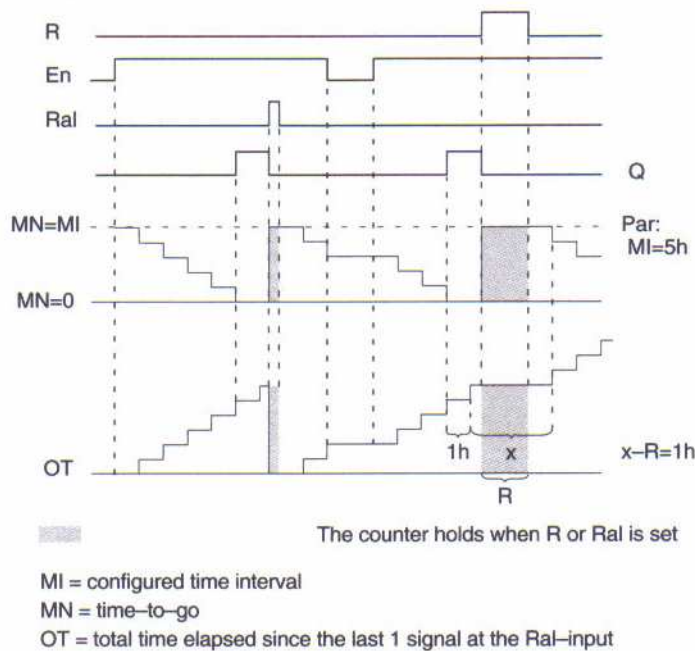 R
En
Ral
Q
MN=MI
Par:
MI=5h
MN=0
1h
x
OT
x–R=1h
R
The counter holds when R or Ral is set
MI = configured time interval
MN = time–to–go
OT = total time elapsed since the last 1 signal at the Ral–input